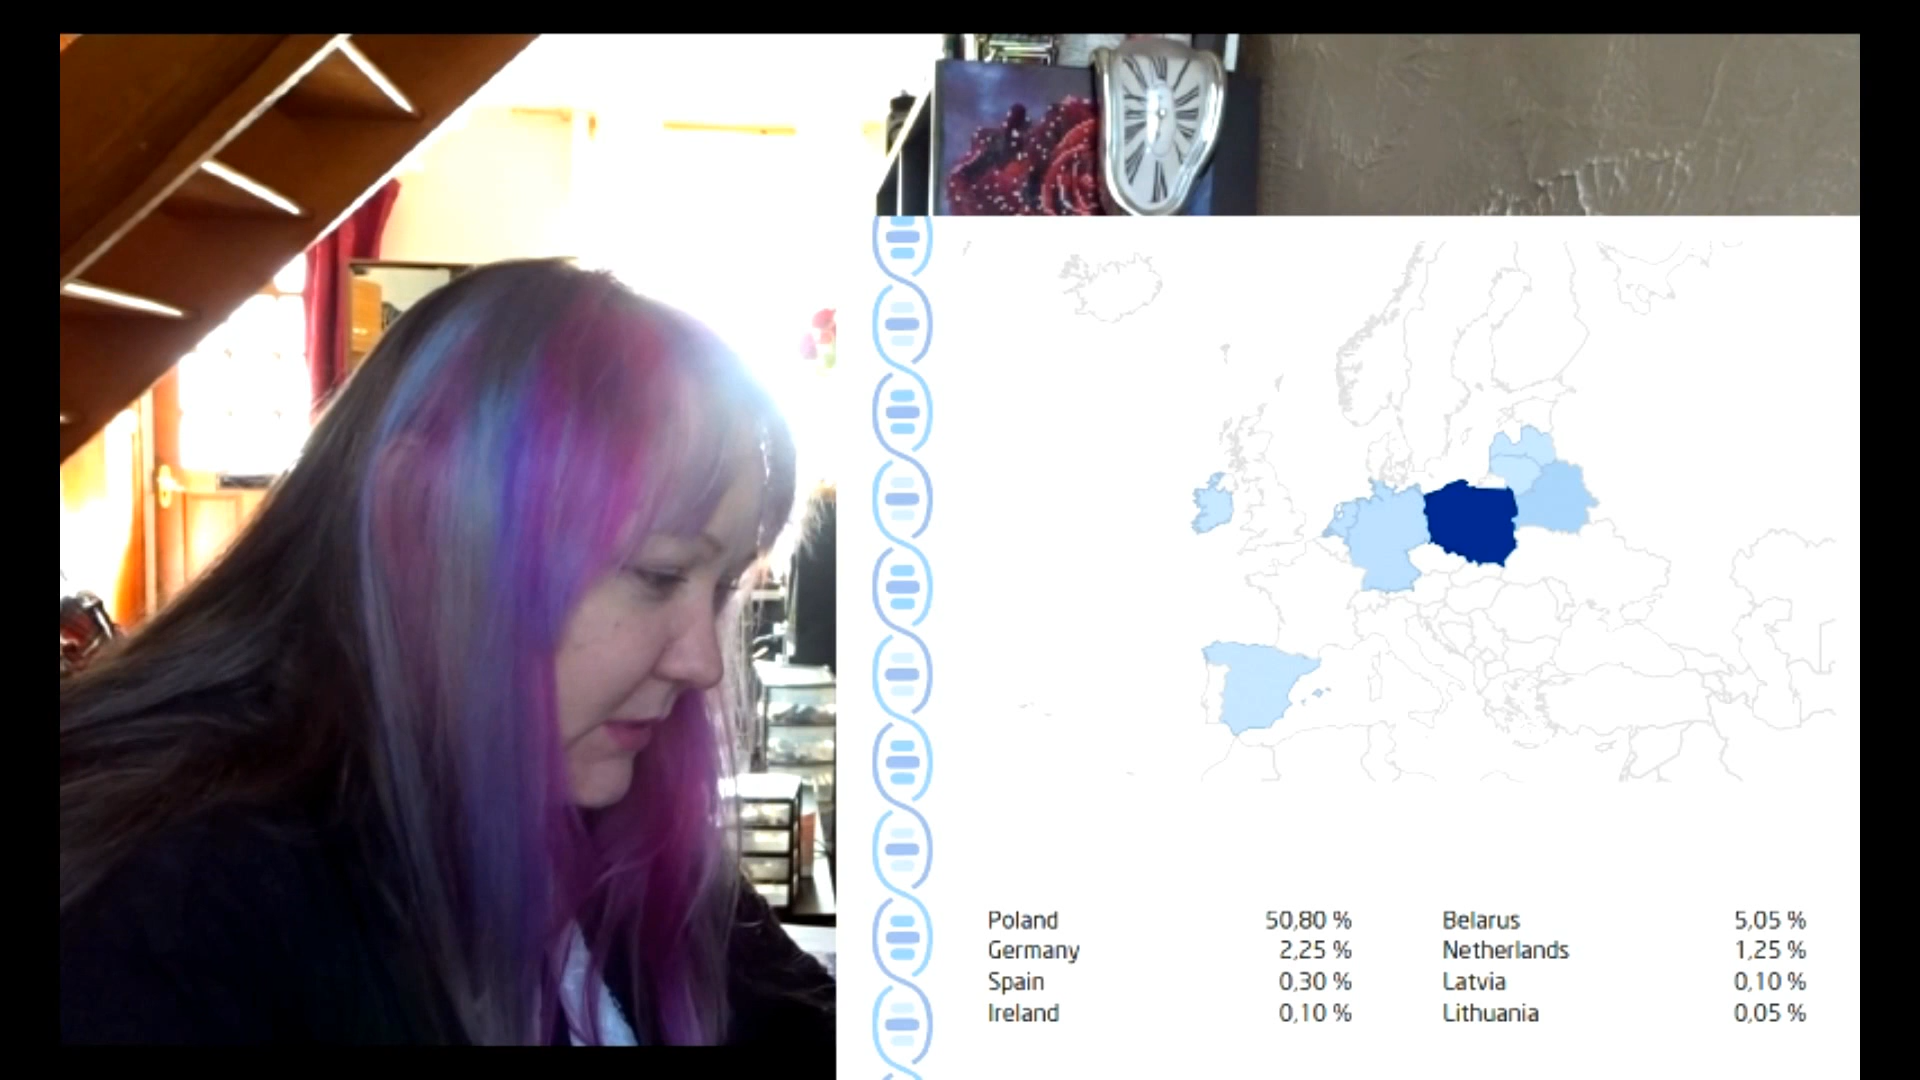 Poland 50,80 % Belarus 5,05 %
Germany 2,25 % Netherlands 1,25 %
Spain 0,30 % Latvia 0,10 %
Ireland 0,10 % Lithuania 0,05 %